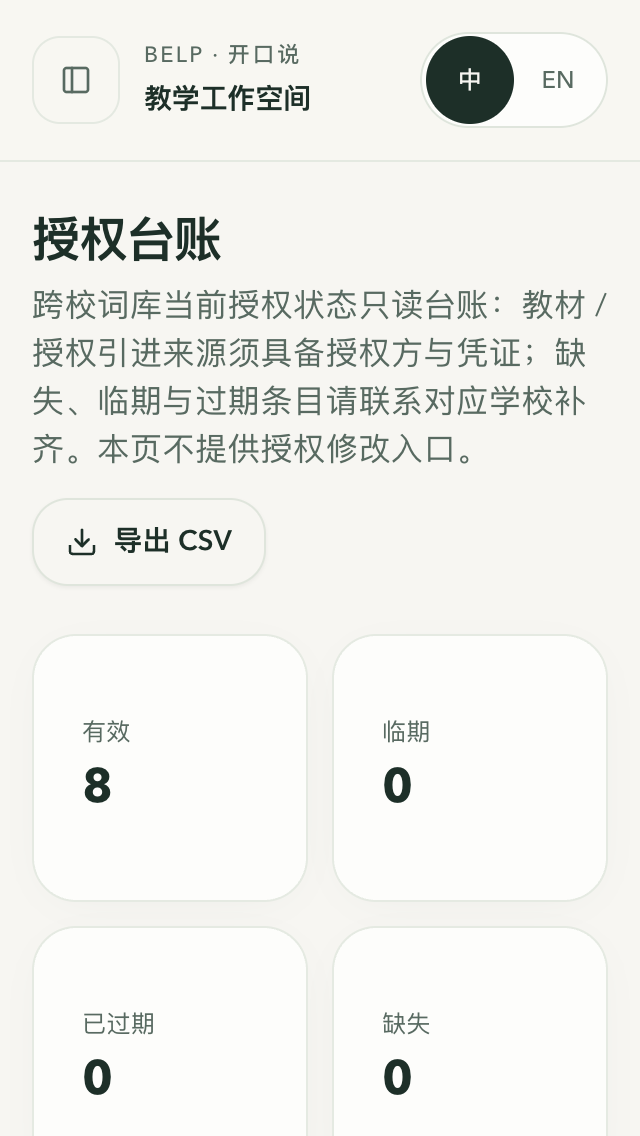 BELP · 开口说
教学工作空间
中
EN
授权台账
跨校词库当前授权状态只读台账：教材 /
授权引进来源须具备授权方与凭证；缺
失、临期与过期条目请联系对应学校补
齐。本页不提供授权修改入口。
导出 CSV
有效
8
临期
0
已过期
0
缺失
0